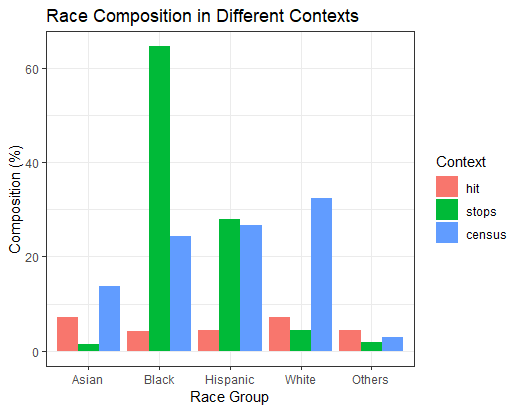 Race Composition in Different Contexts
Composition (%)
60
40
20
0
Asian Black Hispanic White Others
Race Group
Context
hit
stops
census